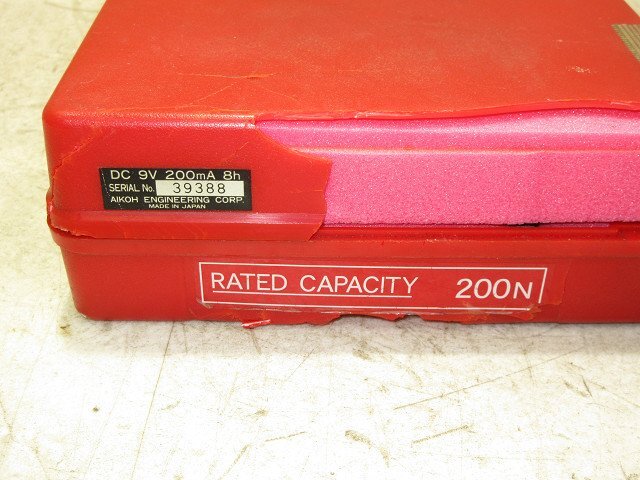 DC 9V 200mA 8h
SERIAL No. 39388
AIKOH ENGINEERING CORP.
MADE IN JAPAN
RATED CAPACITY 200N